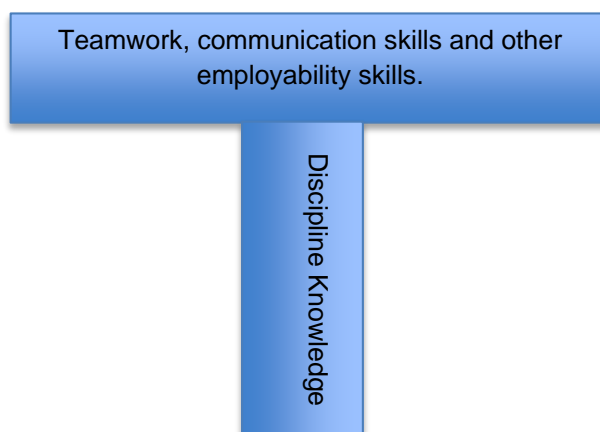 Teamwork, communication skills and other
employability skills.
Discipline Knowledge